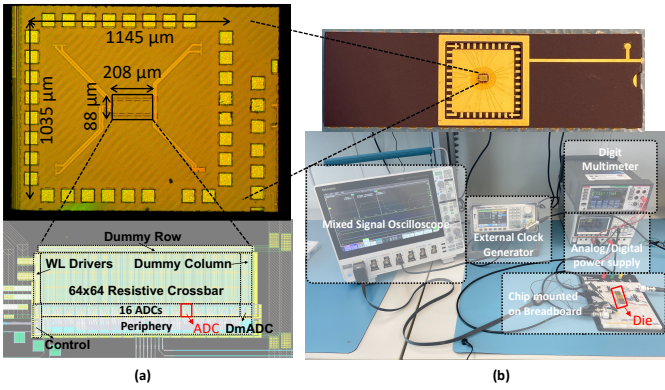 1145 µm
208 µm
88 µm
1035 µm
Dummy Row
WL Drivers
Dummy Column
64x64 Resistive Crossbar
16 ADCs
Periphery
ADC
DmADC
Control
(a)
Mixed Signal Oscilloscope
External Clock
Generator
Digit
Multimeter
Analog/Digital
power supply
Chip mounted
on Breadboard
Die
(b)